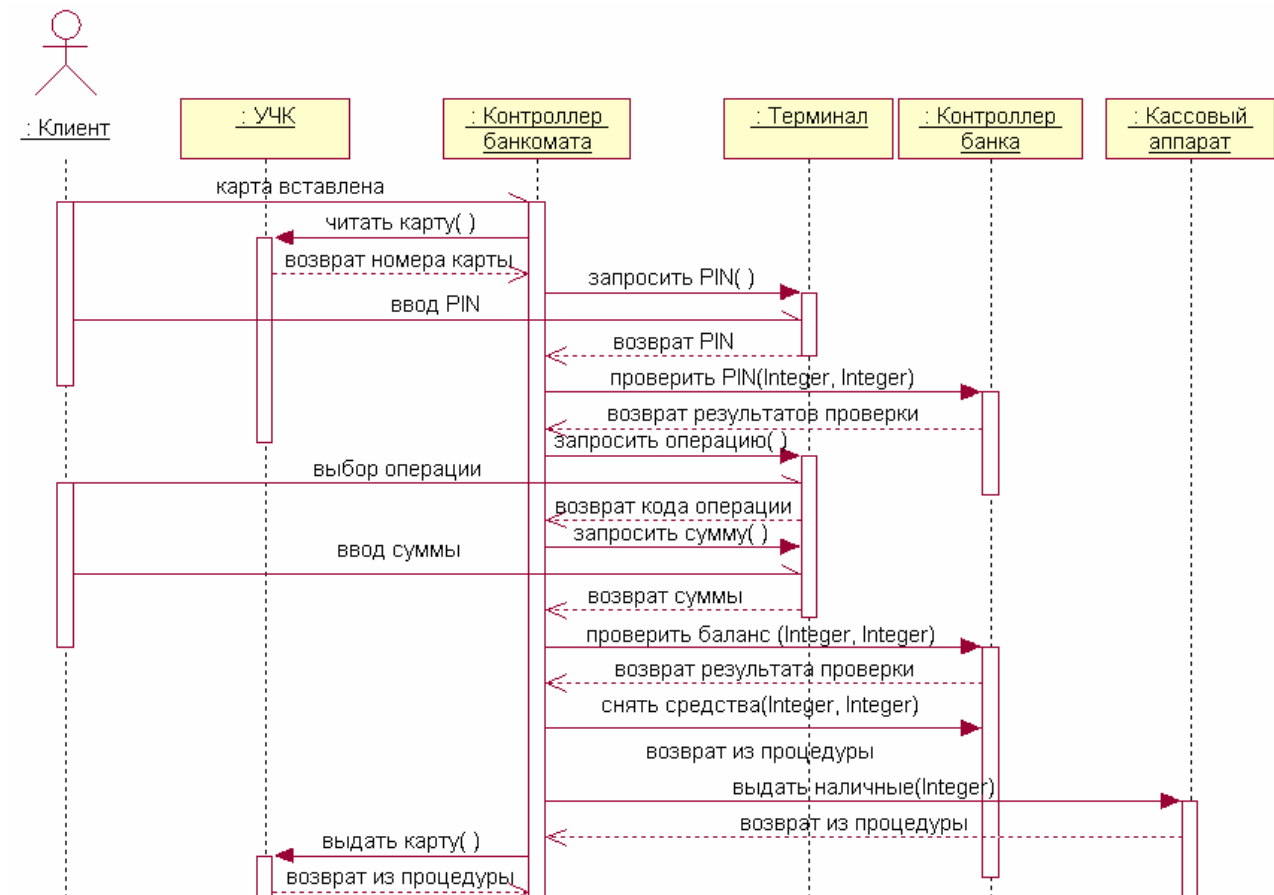 : Клиент
: УЧК
: Контроллер
банкомата
: Терминал
: Контроллер
банка
: Кассовый
аппарат
карта вставлена
читать карту( )
возврат номера карты
запросить PIN( )
ввод PIN
возврат PIN
проверить PIN(Integer, Integer)
возврат результатов проверки
запросить операцию( )
выбор операции
возврат кода операции
запросить сумму( )
ввод суммы
возврат суммы
проверить баланс (Integer, Integer)
возврат результата проверки
снять средства(Integer, Integer)
возврат из процедуры
выдать наличные(Integer)
возврат из процедуры
выдать карту( )
возврат из процедуры